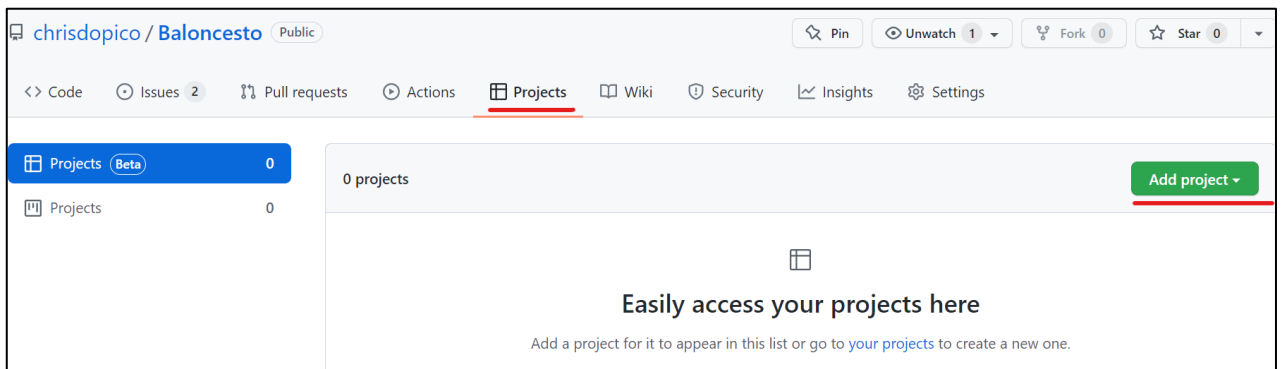 chrisdopico / Baloncesto Public Pin Unwatch 1 Fork 0 Star 0
<> Code Issues 2 Pull requests Actions Projects Wiki Security Insights Settings
Projects Beta 0
Projects 0
0 projects Add project
Easily access your projects here
Add a project for it to appear in this list or go to your projects to create a new one.